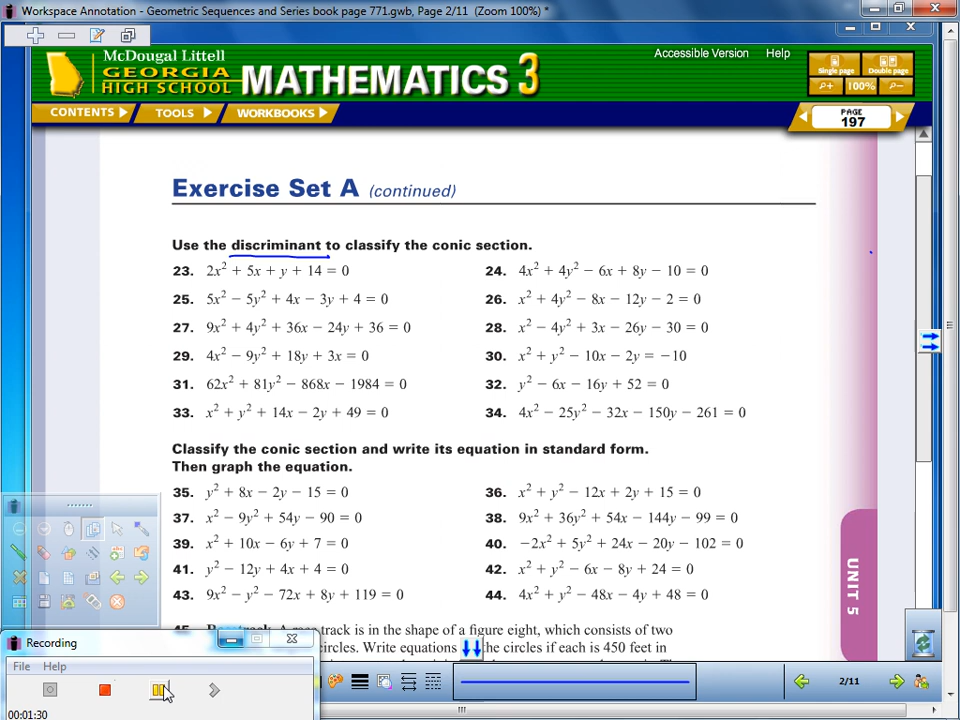 Workspace Annotation - Geometric Sequences and Series book page 771.gwb, Page 2/11 (Zoom 100%) *
McDougal Littell
GEORGIA
HIGH SCHOOL
MATHEMATICS 3
Accessible Version Help
Single page Double page
100%
CONTENTS TOOLS WORKBOOKS
PAGE
197
Exercise Set A (continued)
Use the discriminant to classify the conic section.
23. 2x² + 5x + y + 14 = 0
24. 4x² + 4y² − 6x + 8y − 10 = 0
25. 5x² − 5y² + 4x − 3y + 4 = 0
26. x² + 4y² − 8x − 12y − 2 = 0
27. 9x² + 4y² + 36x − 24y + 36 = 0
28. x² − 4y² + 3x − 26y − 30 = 0
29. 4x² − 9y² + 18y + 3x = 0
30. x² + y² − 10x − 2y = −10
31. 62x² + 81y² − 868x − 1984 = 0
32. y² − 6x − 16y + 52 = 0
33. x² + y² + 14x − 2y + 49 = 0
34. 4x² − 25y² − 32x − 150y − 261 = 0
Classify the conic section and write its equation in standard form.
Then graph the equation.
35. y² + 8x − 2y − 15 = 0
36. x² + y² − 12x + 2y + 15 = 0
37. x² − 9y² + 54y − 90 = 0
38. 9x² + 36y² + 54x − 144y − 99 = 0
39. x² + 10x − 6y + 7 = 0
40. −2x² + 5y² + 24x − 20y − 102 = 0
41. y² − 12y + 4x + 4 = 0
42. x² + y² − 6x − 8y + 24 = 0
43. 9x² − y² − 72x + 8y + 119 = 0
44. 4x² + y² − 48x − 4y + 48 = 0
UNIT 5
track is in the shape of a figure eight, which consists of two
circles. Write equations the circles if each is 450 feet in
Recording
File Help
00:01:30
2/11